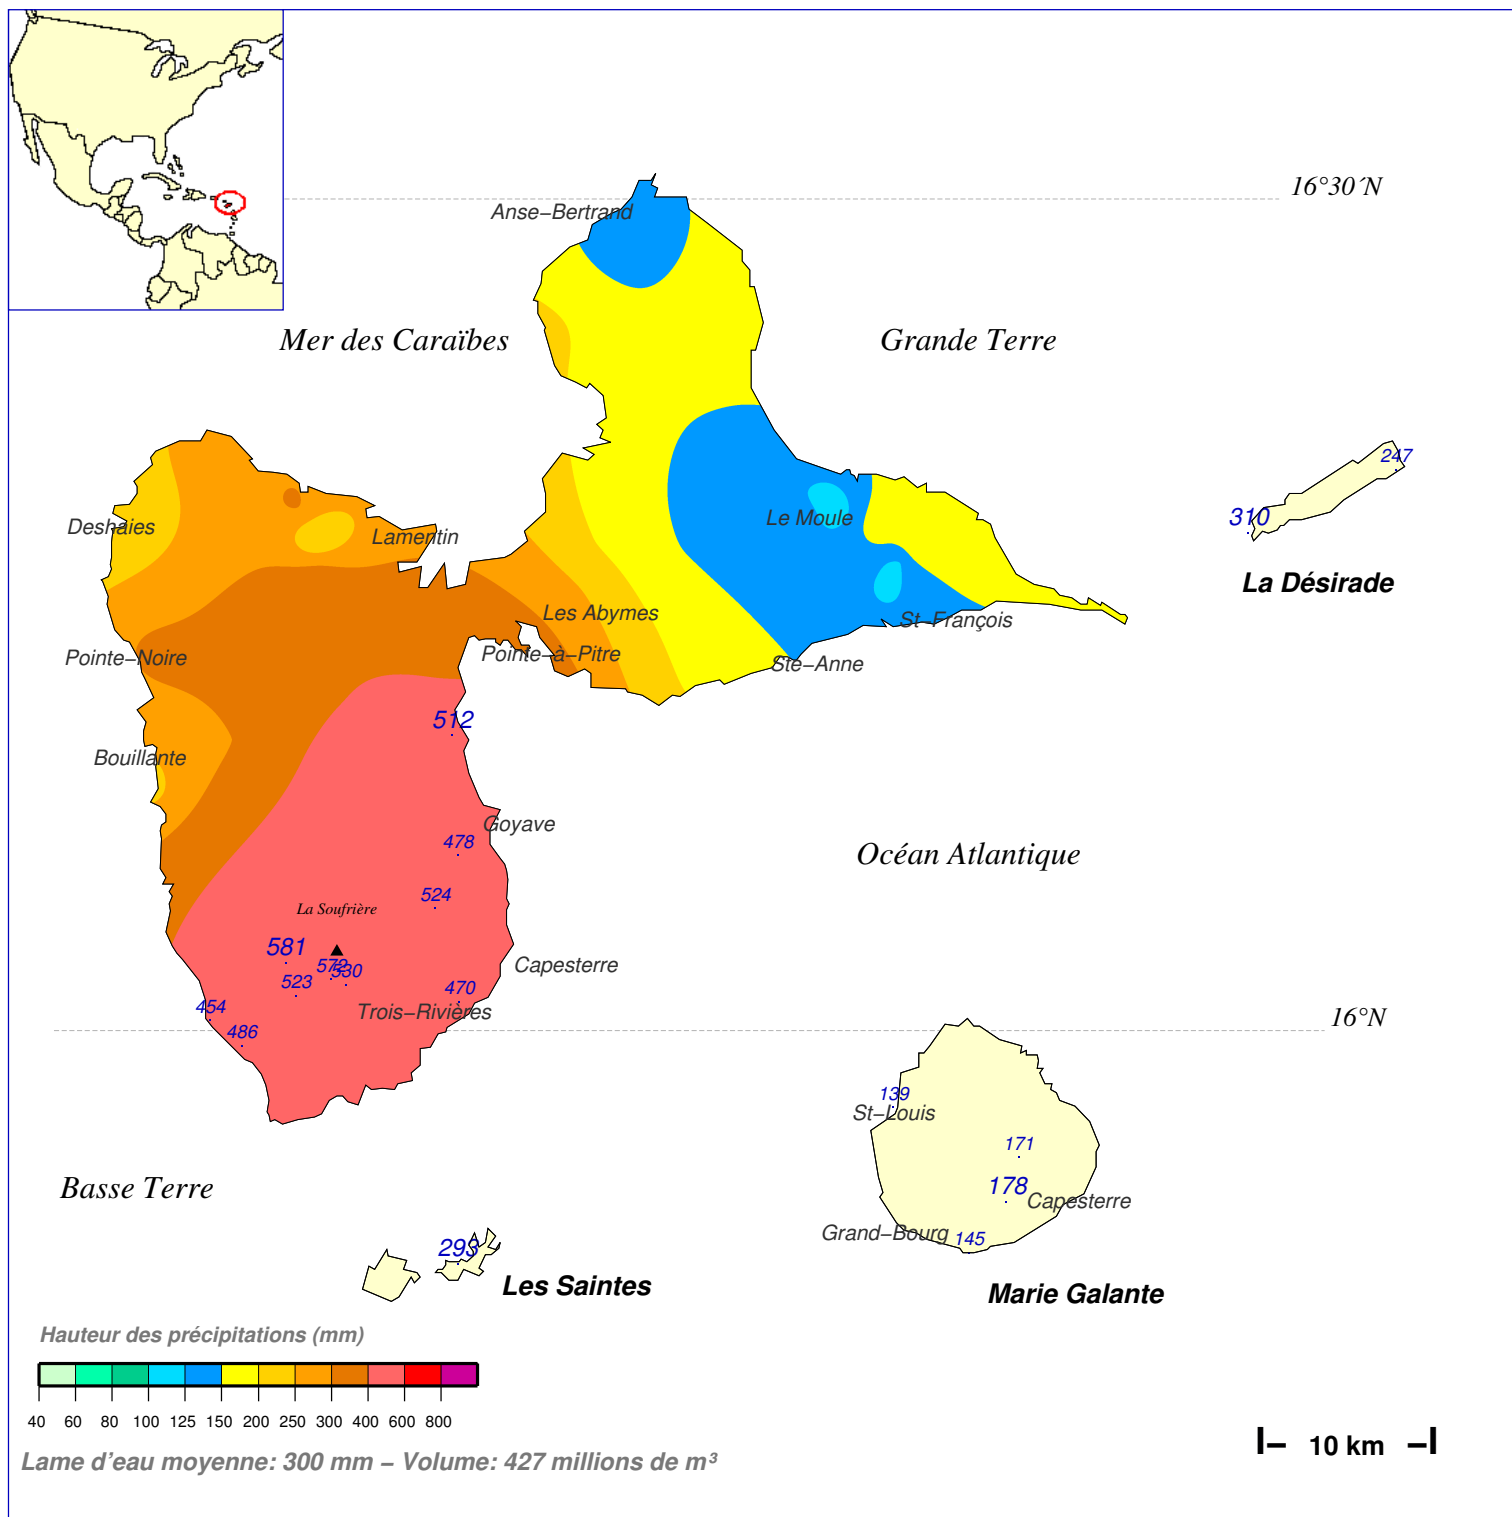 16°30´N
Anse−Bertrand
Mer des Caraïbes
Grande Terre
247
310
La Désirade
Deshaies
Lamentin
Le Moule
Les Abymes
St−François
Pointe−Noire
Pointe−à−Pitre
Ste−Anne
512
Bouillante
Goyave
478
Océan Atlantique
524
La Soufrière
581
572
530
523
Capesterre
470
454
Trois−Rivières
486
16°N
139
St−Louis
171
178
Capesterre
Grand−Bourg
145
Basse Terre
293
Les Saintes
Marie Galante
Hauteur des précipitations (mm)
40 60 80 100 125 150 200 250 300 400 600 800
Lame d’eau moyenne: 300 mm − Volume: 427 millions de m³
10 km